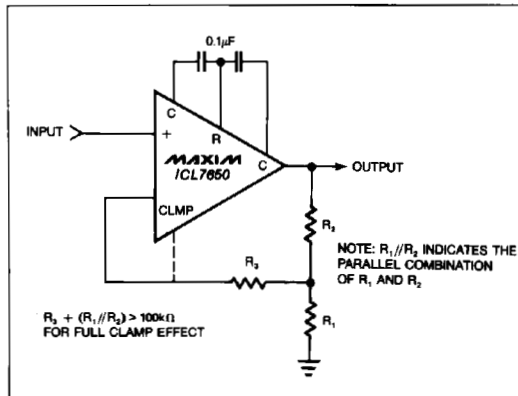 0.1µF
C
INPUT
+
R
MAXIM
ICL7650
C
OUTPUT
CLMP
R₂
NOTE: R₁//R₂ INDICATES THE
PARALLEL COMBINATION
OF R₁ AND R₂
R₃
R₃ + (R₁//R₂) > 100kΩ
FOR FULL CLAMP EFFECT
R₁